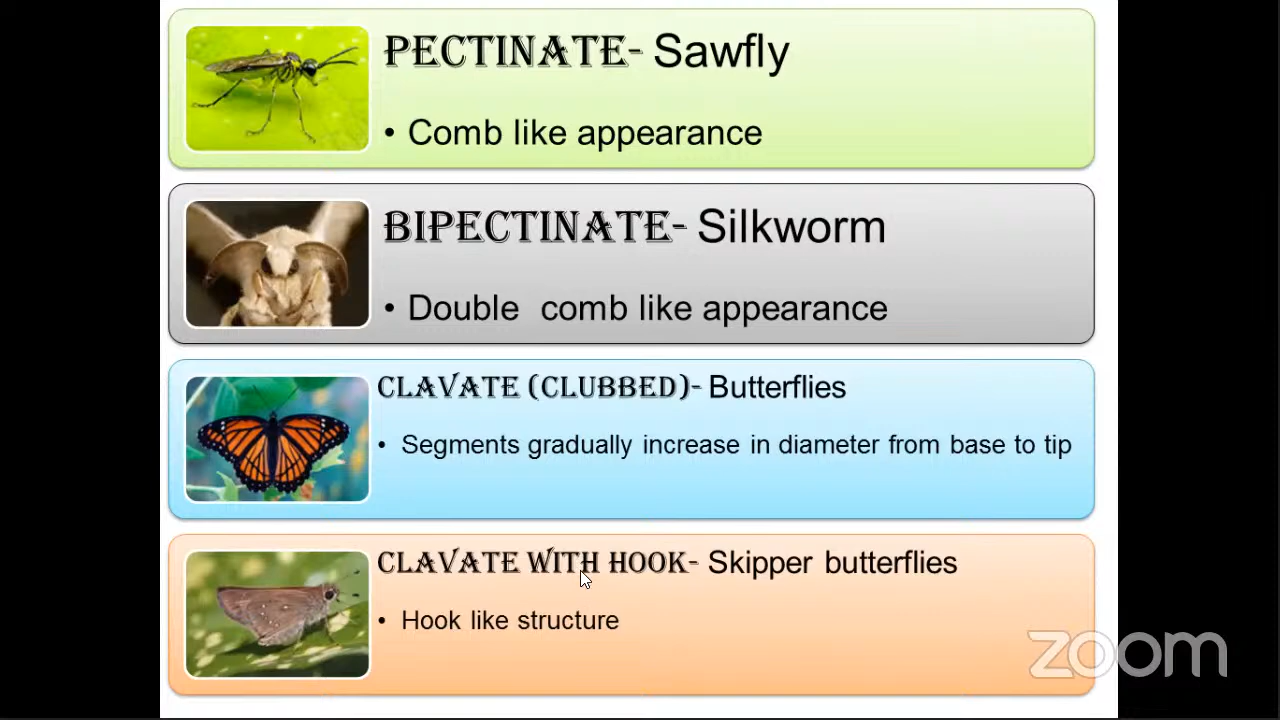 PECTINATE- Sawfly
• Comb like appearance
BIPECTINATE- Silkworm
• Double comb like appearance
CLAVATE (CLUBBED)- Butterflies
• Segments gradually increase in diameter from base to tip
CLAVATE WITH HOOK- Skipper butterflies
• Hook like structure
zoom